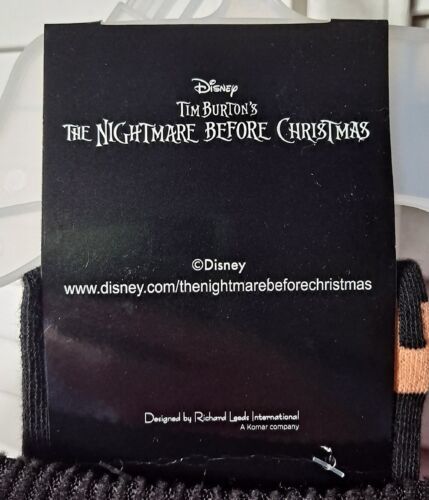 Disney
TIM BURTON'S
THE NIGHTMARE BEFORE CHRISTMAS
©Disney
www.disney.com/thenightmarebeforechristmas
Designed by Richard Leeds International
A Komar company